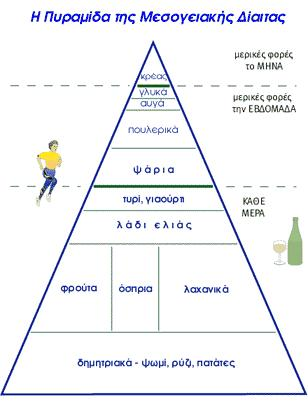 Η Πυραμίδα της Μεσογειακής Δίαιτας
μερικές φορές
το ΜΗΝΑ
κρέας
γλυκά
αυγά
μερικές φορές
την ΕΒΔΟΜΑΔΑ
πουλερικά
ψάρια
τυρί, γιαούρτι
ΚΑΘΕ
ΜΕΡΑ
λάδι ελιάς
φρούτα
όσπρια
λαχανικά
δημητριακά - ψωμί, ρύζι, πατάτες